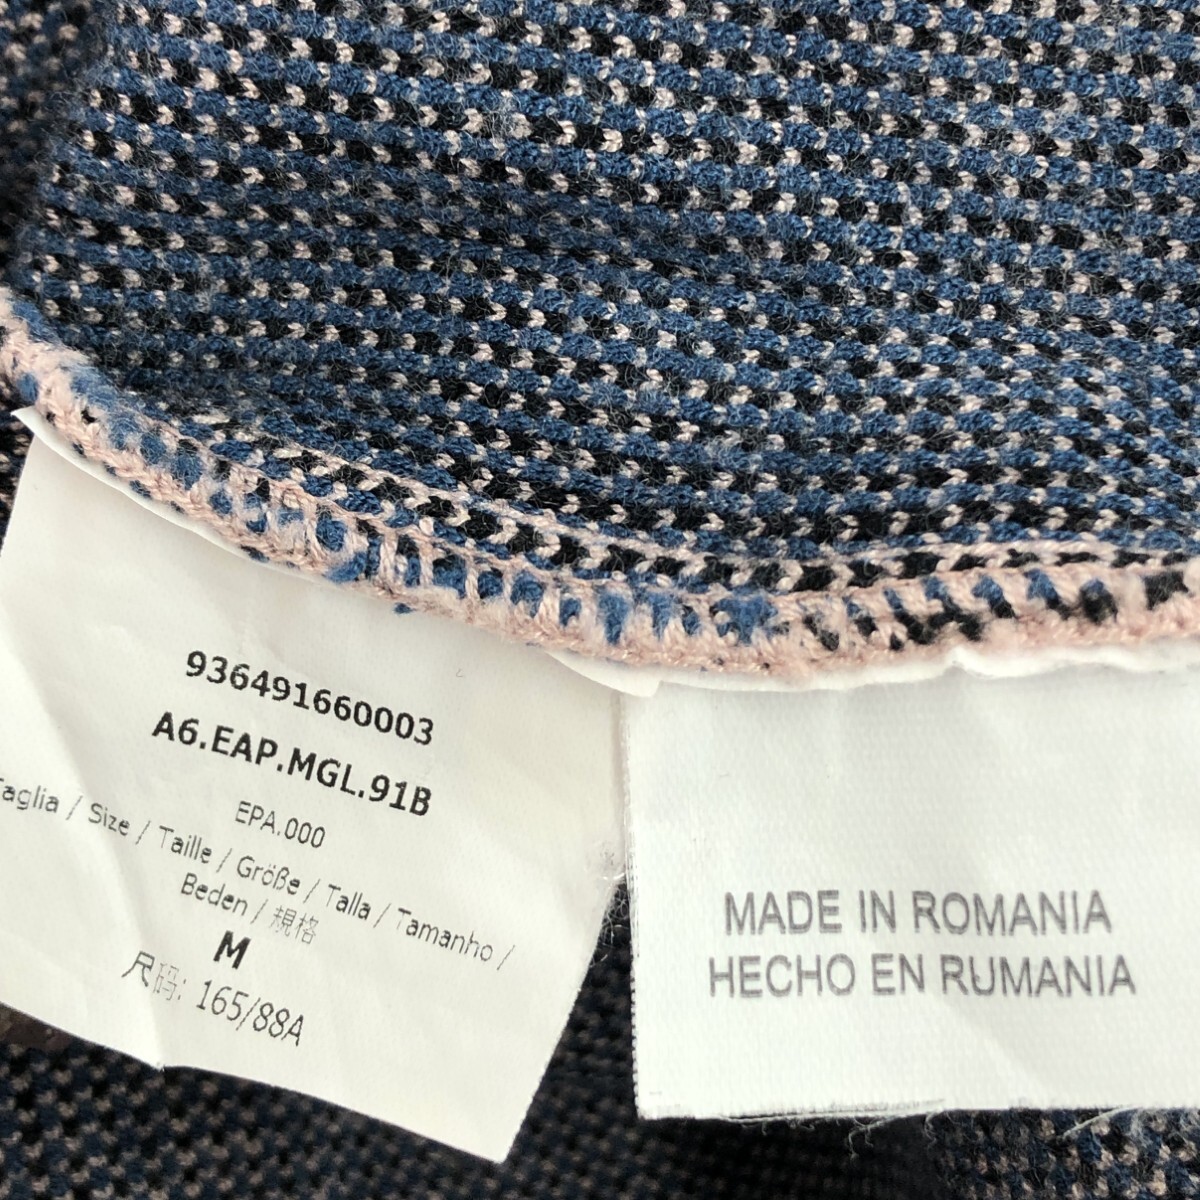 936491660003
A6.EAP.MGL.91B
EPA.000
Taglia / Size / Taille / Größe / Talla / Tamanho /
Beden / 規格
M
尺码: 165/88A
MADE IN ROMANIA
HECHO EN RUMANIA